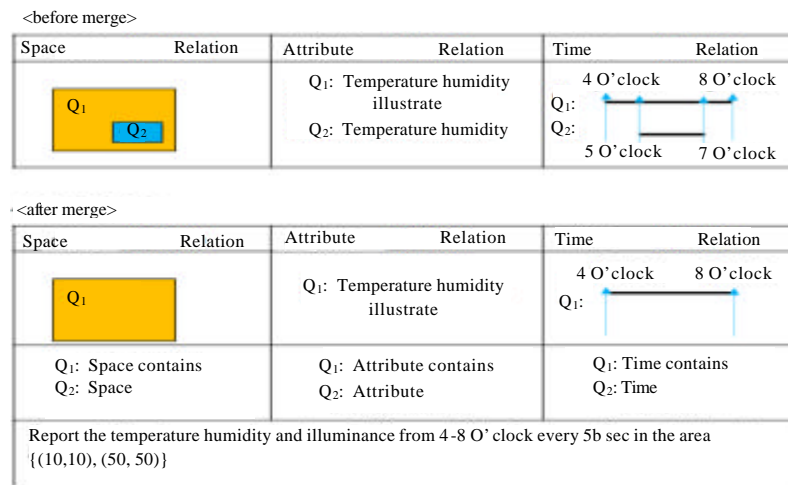 <before merge>
Space Relation Attribute Relation Time Relation
Q1
Q2
Q1: Temperature humidity
illustrate
Q2: Temperature humidity
4 O'clock 8 O'clock
Q1:
Q2:
5 O'clock 7 O'clock
<after merge>
Space Relation Attribute Relation Time Relation
Q1
Q1: Temperature humidity
illustrate
4 O'clock 8 O'clock
Q1:
Q1: Space contains
Q2: Space
Q1: Attribute contains
Q2: Attribute
Q1: Time contains
Q2: Time
Report the temperature humidity and illuminance from 4-8 O'clock every 5b sec in the area
{(10,10), (50, 50)}